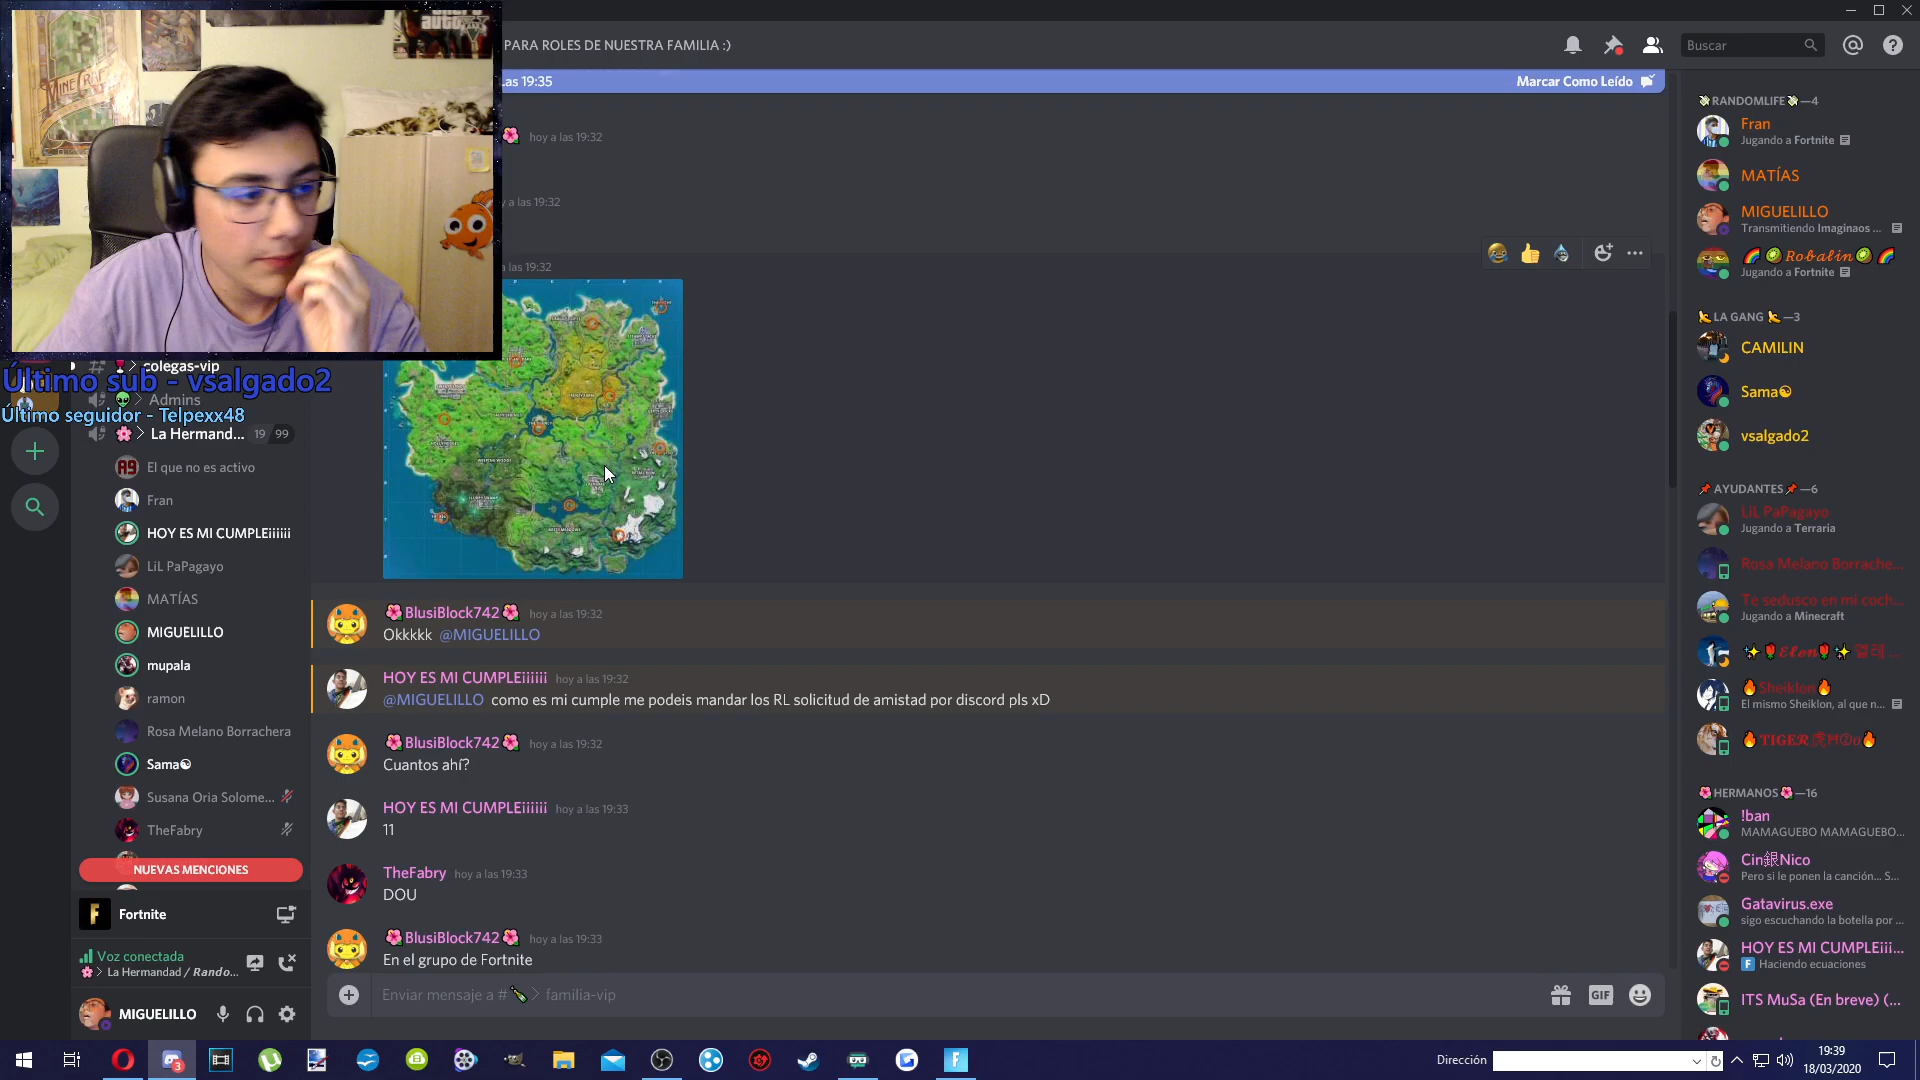 PARA ROLES DE NUESTRA FAMILIA :)
Buscar
Las 19:35
Marcar Como Leído
hoy a las 19:32
y a las 19:32
a las 19:32
colegas-vip
Último sub - vsalgado2
Admins
Último seguidor - Telpexx48
La Hermand... 19 99
El que no es activo
Fran
HOY ES MI CUMPLEiiiiii
LiL PaPagayo
MATÍAS
MIGUELILLO
mupala
ramon
Rosa Melano Borrachera
Sama☯
Susana Oria Solome...
TheFabry
NUEVAS MENCIONES
Fortnite
Voz conectada
La Hermandad / Rando...
MIGUELILLO
🌺BlusiBlock742🌺 hoy a las 19:32
Okkkkk @MIGUELILLO
HOY ES MI CUMPLEiiiiii hoy a las 19:32
@MIGUELILLO como es mi cumple me podeis mandar los RL solicitud de amistad por discord pls xD
🌺BlusiBlock742🌺 hoy a las 19:32
Cuantos ahí?
HOY ES MI CUMPLEiiiiii hoy a las 19:33
11
TheFabry hoy a las 19:33
DOU
🌺BlusiBlock742🌺 hoy a las 19:33
En el grupo de Fortnite
Enviar mensaje a # familia-vip
GIF
RANDOMLIFE—4
Fran
Jugando a Fortnite
MATÍAS
MIGUELILLO
Transmitiendo Imaginaos ...
Robalin
Jugando a Fortnite
LA GANG—3
CAMILIN
Sama☯
vsalgado2
AYUDANTES—6
LiL PaPagayo
Jugando a Terraria
Rosa Melano Borrache...
Te sedusco en mi coch...
Jugando a Minecraft
Elen
Sheiklon
El mismo Sheiklon, al que n...
TIGER
HERMANOS—16
!ban
MAMAGUEBO MAMAGUEBO...
Cin銀Nico
Pero si le ponen la canción... S...
Gatavirus.exe
sigo escuchando la botella por ...
HOY ES MI CUMPLEiii...
Haciendo ecuaciones
ITS MuSa (En breve) (...
3
Dirección
19:39
18/03/2020